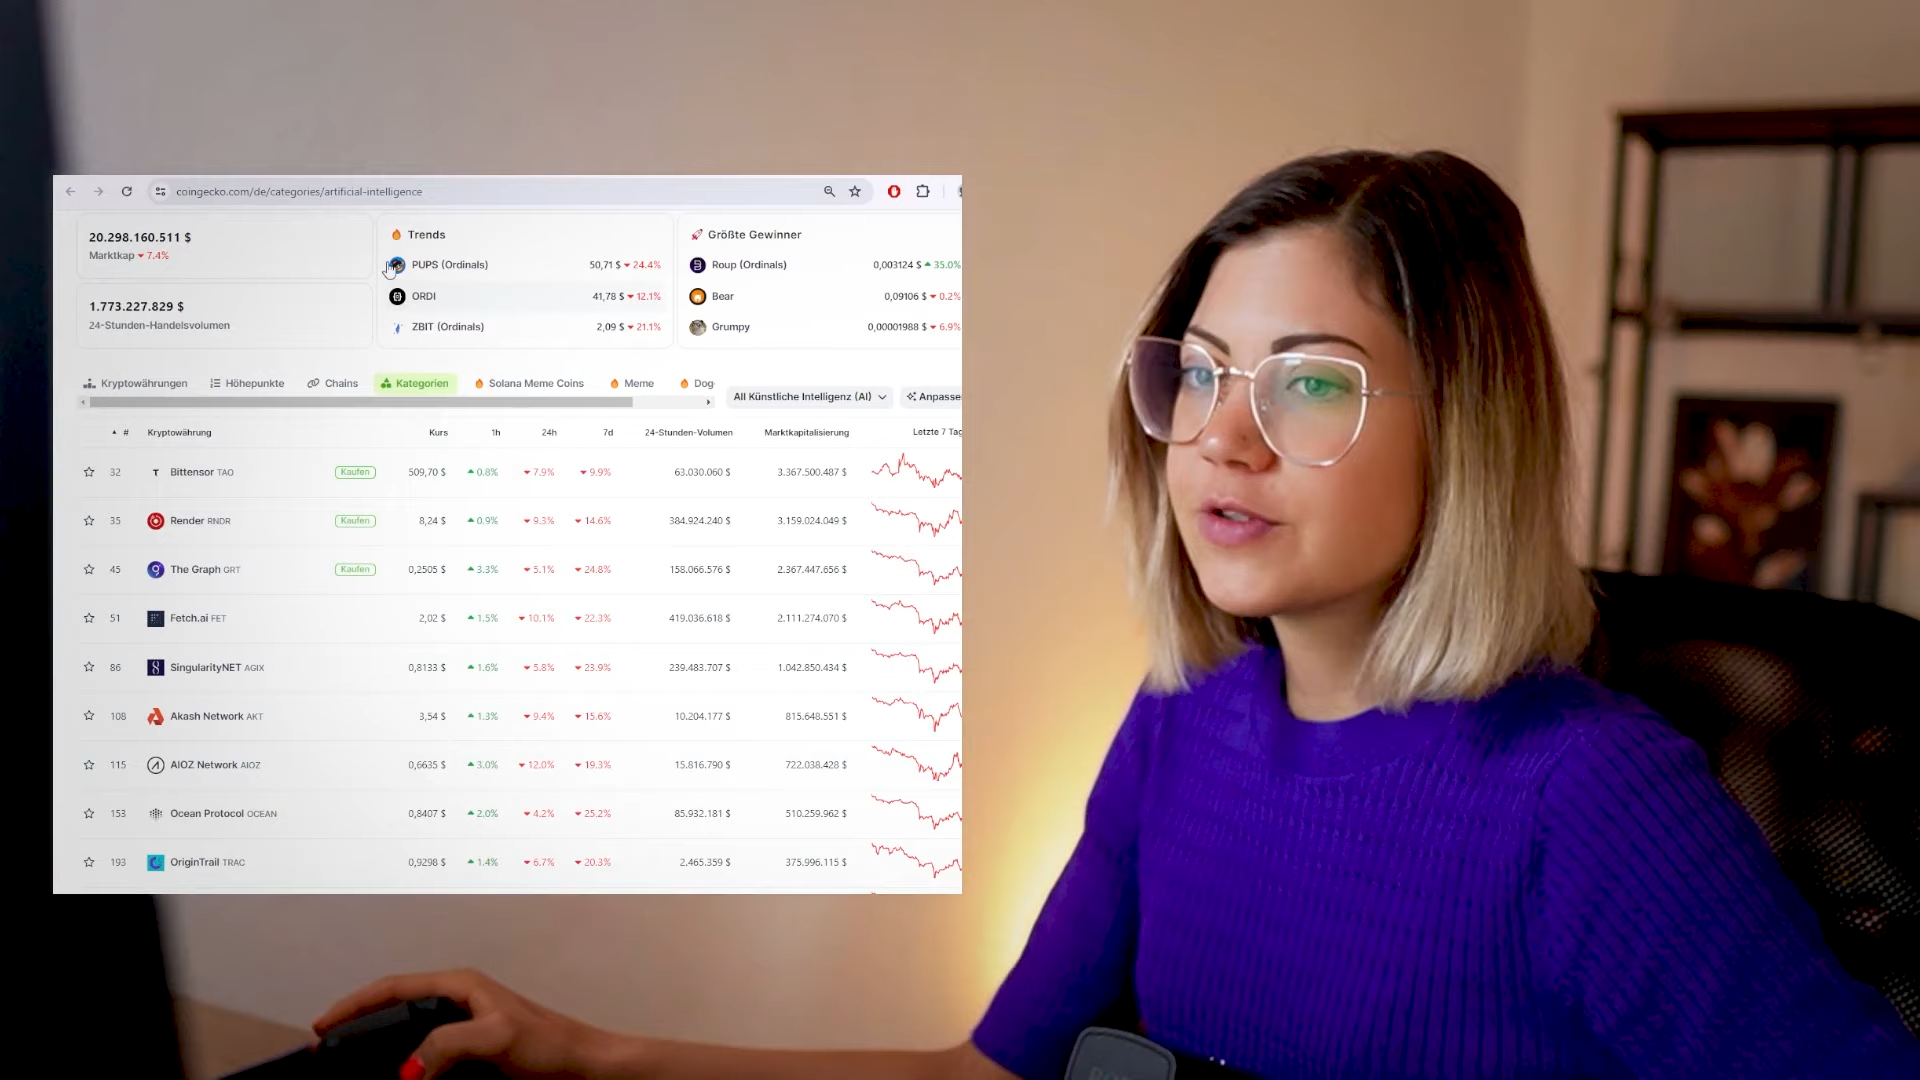 coingecko.com/de/categories/artificial-intelligence
20.298.160.511 $
Marktkap 7.4%
1.773.227.829 $
24-Stunden-Handelsvolumen
Trends
PUPS (Ordinals) 50,71 $ 24.4%
ORDI 41,78 $ 12.1%
ZBIT (Ordinals) 2,09 $ 21.1%
Größte Gewinner
Roup (Ordinals) 0,003124 $ 35.0%
Bear 0,09106 $ 0.2%
Grumpy 0,00001988 $ 6.9%
Kryptowährungen Höhepunkte Chains Kategorien Solana Meme Coins Meme Dog
All Künstliche Intelligenz (AI) Anpassen
# Kryptowährung Kurs 1h 24h 7d 24-Stunden-Volumen Marktkapitalisierung Letzte 7 Tag
32 Bittensor TAO Kaufen 509,70 $ 0.8% 7.9% 9.9% 63.030.060 $ 3.367.500.487 $
35 Render RNDR Kaufen 8,24 $ 0.9% 9.3% 14.6% 384.924.240 $ 3.159.024.049 $
45 The Graph GRT Kaufen 0,2505 $ 3.3% 5.1% 24.8% 158.066.576 $ 2.367.447.656 $
51 Fetch.ai FET 2,02 $ 1.5% 10.1% 22.3% 419.036.618 $ 2.111.274.070 $
86 SingularityNET AGIX 0,8133 $ 1.6% 5.8% 23.9% 239.483.707 $ 1.042.850.434 $
108 Akash Network AKT 3,54 $ 1.3% 9.4% 15.6% 10.204.177 $ 815.648.551 $
115 AIOZ Network AIOZ 0,6635 $ 3.0% 12.0% 19.3% 15.816.790 $ 722.038.428 $
153 Ocean Protocol OCEAN 0,8407 $ 2.0% 4.2% 25.2% 85.932.181 $ 510.259.962 $
193 OriginTrail TRAC 0,9298 $ 1.4% 6.7% 20.3% 2.465.359 $ 375.996.115 $